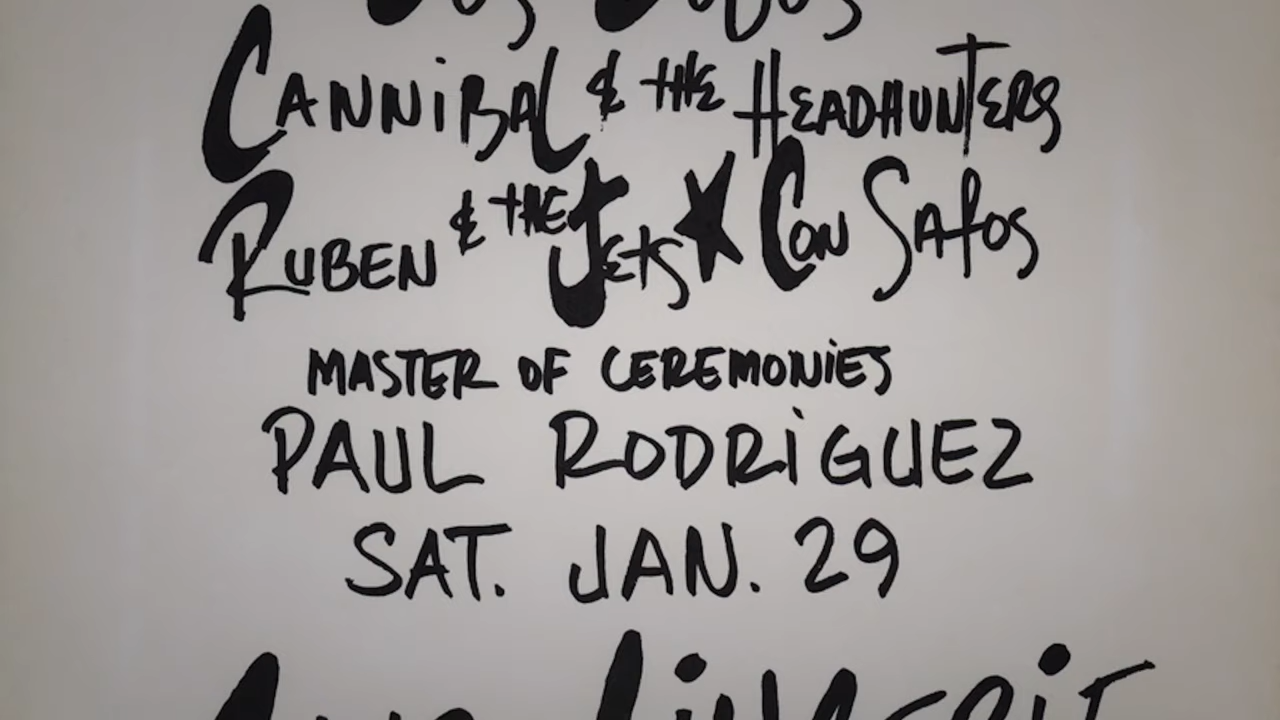 CANNiBAL & tHE HEADHUNTERS
RUBEN & tHE JEtS ★ CON SAfOS
MASTER OF CEREMONiES
PAUL RODRiGUEZ
SAT. JAN. 29